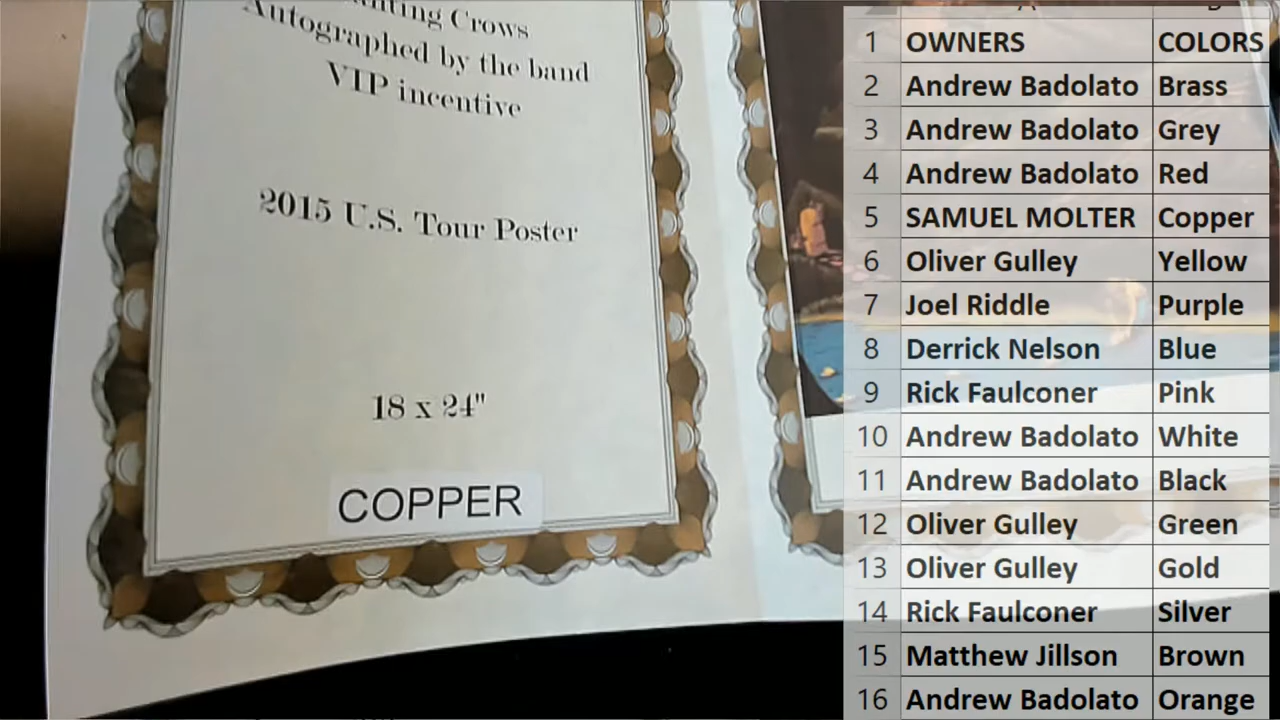 Crows
Autographed by the band
VIP incentive
2015 U.S. Tour Poster
18 x 24"
COPPER
1 OWNERS COLORS
2 Andrew Badolato Brass
3 Andrew Badolato Grey
4 Andrew Badolato Red
5 SAMUEL MOLTER Copper
6 Oliver Gulley Yellow
7 Joel Riddle Purple
8 Derrick Nelson Blue
9 Rick Faulconer Pink
10 Andrew Badolato White
11 Andrew Badolato Black
12 Oliver Gulley Green
13 Oliver Gulley Gold
14 Rick Faulconer Silver
15 Matthew Jillson Brown
16 Andrew Badolato Orange